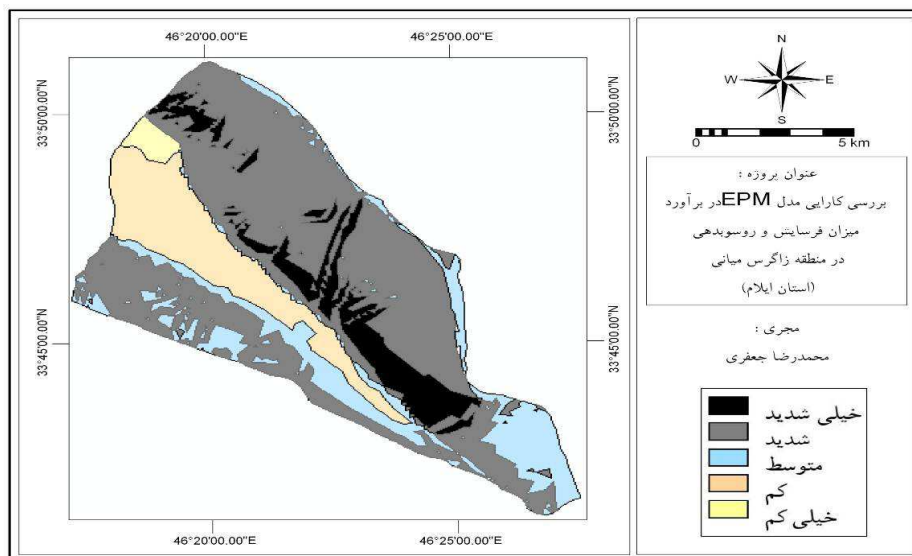 46°20'00.00"E
46°25'00.00"E
33°50'00.00"N
33°50'00.00"N
33°45'00.00"N
33°45'00.00"N
46°20'00.00"E
46°25'00.00"E
N
W
E
S
0
5 km
عنوان پروژه :
بررسی کارایی مدل EPM در برآورد
میزان فرسایش و رسوبدهی
در منطقه زاگرس میانی
(استان ایلام)
مجری :
محمدرضا جعفری
خیلی شدید
شدید
متوسط
کم
خیلی کم